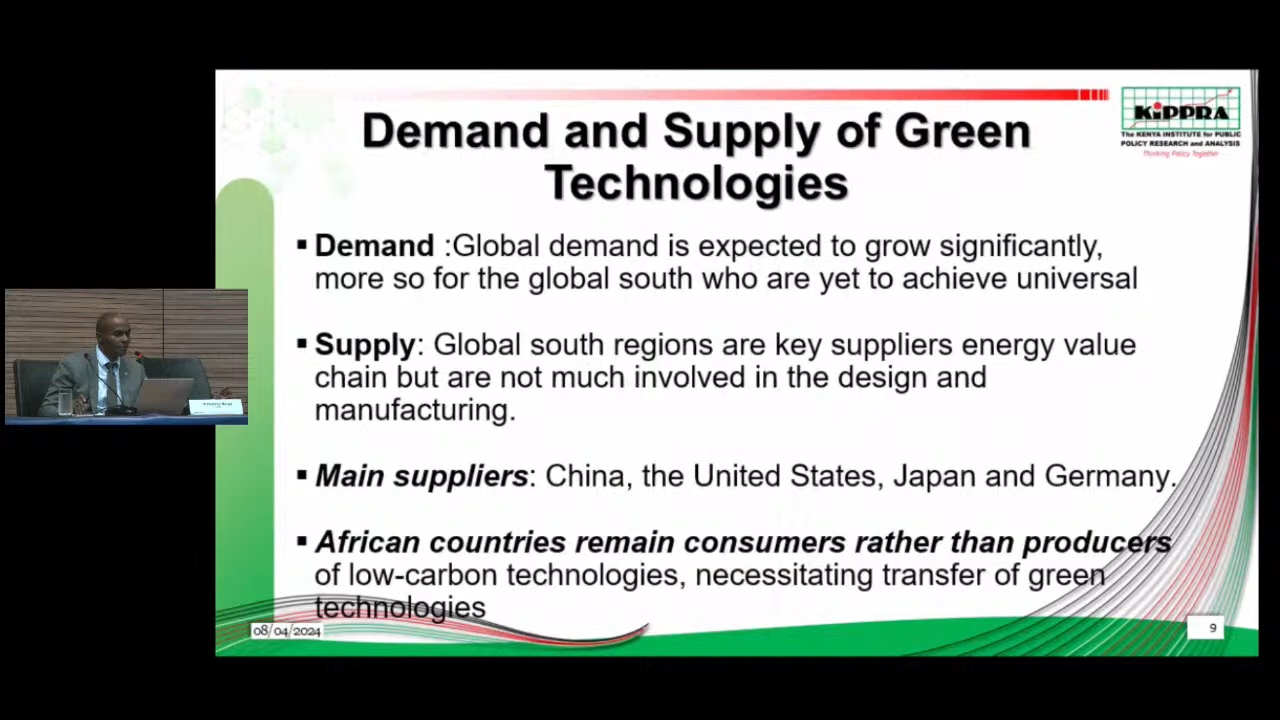 KiPPRA
The KENYA INSTITUTE for PUBLIC
POLICY RESEARCH and ANALYSIS
Thinking Policy Together
Demand and Supply of Green
Technologies
▪ Demand :Global demand is expected to grow significantly,
more so for the global south who are yet to achieve universal
▪ Supply: Global south regions are key suppliers energy value
chain but are not much involved in the design and
manufacturing.
▪ Main suppliers: China, the United States, Japan and Germany.
▪ African countries remain consumers rather than producers
of low-carbon technologies, necessitating transfer of green
technologies
08/04/2024
9